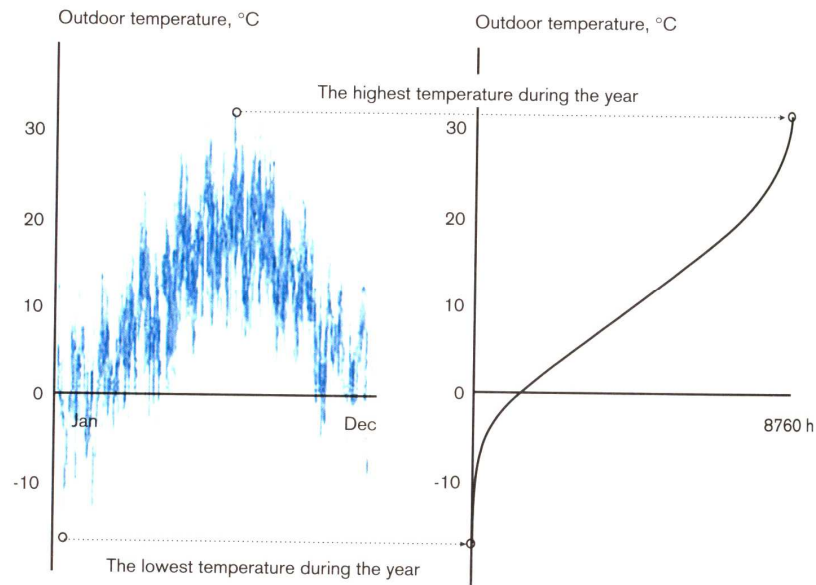 Outdoor temperature, °C
Outdoor temperature, °C
The highest temperature during the year
30
20
10
0
-10
Jan
Dec
30
20
10
0
-10
8760 h
The lowest temperature during the year